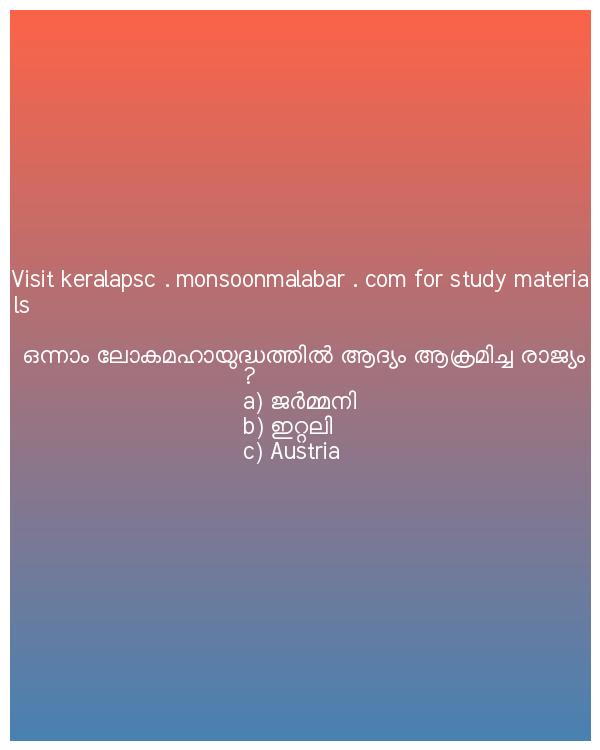 Visit keralapsc . monsoonmalabar . com for study materia
ls
ഒന്നാം ലോകമഹായുദ്ധത്തിൽ ആദ്യം ആക്രമിച്ച രാജ്യം
?
a) ജർമ്മനി
b) ഇറ്റലി
c) Austria